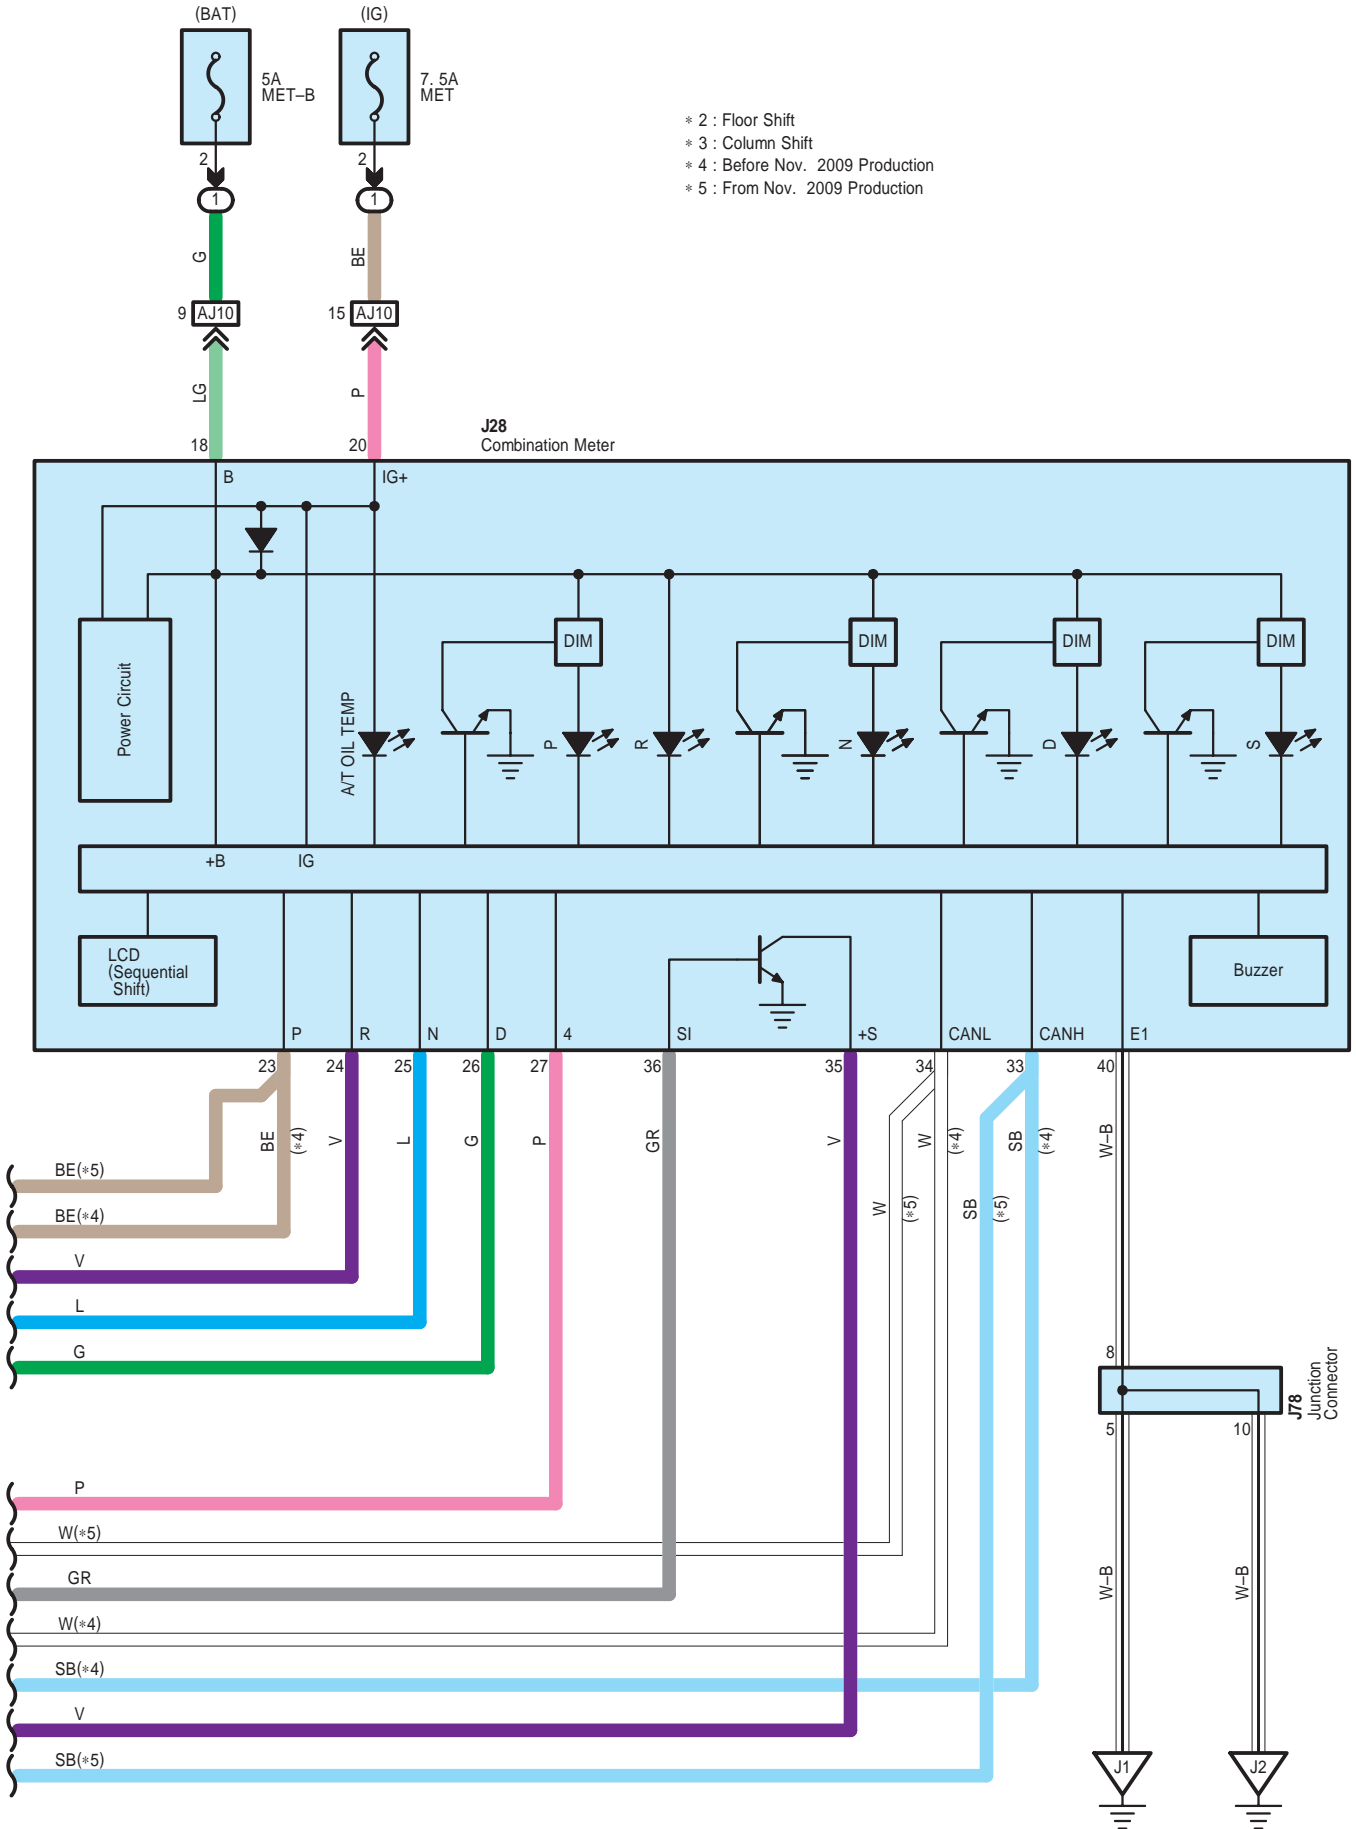 (BAT)
(IG)
5A
MET–B
7. 5A
MET
∗ 2 : Floor Shift
∗ 3 : Column Shift
∗ 4 : Before Nov. 2009 Production
∗ 5 : From Nov. 2009 Production
2
2
1
1
G
BE
9
AJ10
15
AJ10
LG
P
J28
Combination Meter
18
20
B
IG+
DIM
DIM
DIM
DIM
Power Circuit
A/T OIL TEMP
P
R
N
D
S
+B
IG
LCD
(Sequential
Shift)
Buzzer
P
R
N
D
4
SI
+S
CANL
CANH
E1
23
24
25
26
27
36
35
34
33
40
BE
(∗4)
V
L
G
P
GR
V
W
(∗4)
SB
(∗4)
W–B
W
(∗5)
SB
(∗5)
BE(∗5)
BE(∗4)
V
L
G
8
J78
Junction
Connector
5
10
P
W(∗5)
GR
W(∗4)
W–B
W–B
SB(∗4)
V
SB(∗5)
J1
J2